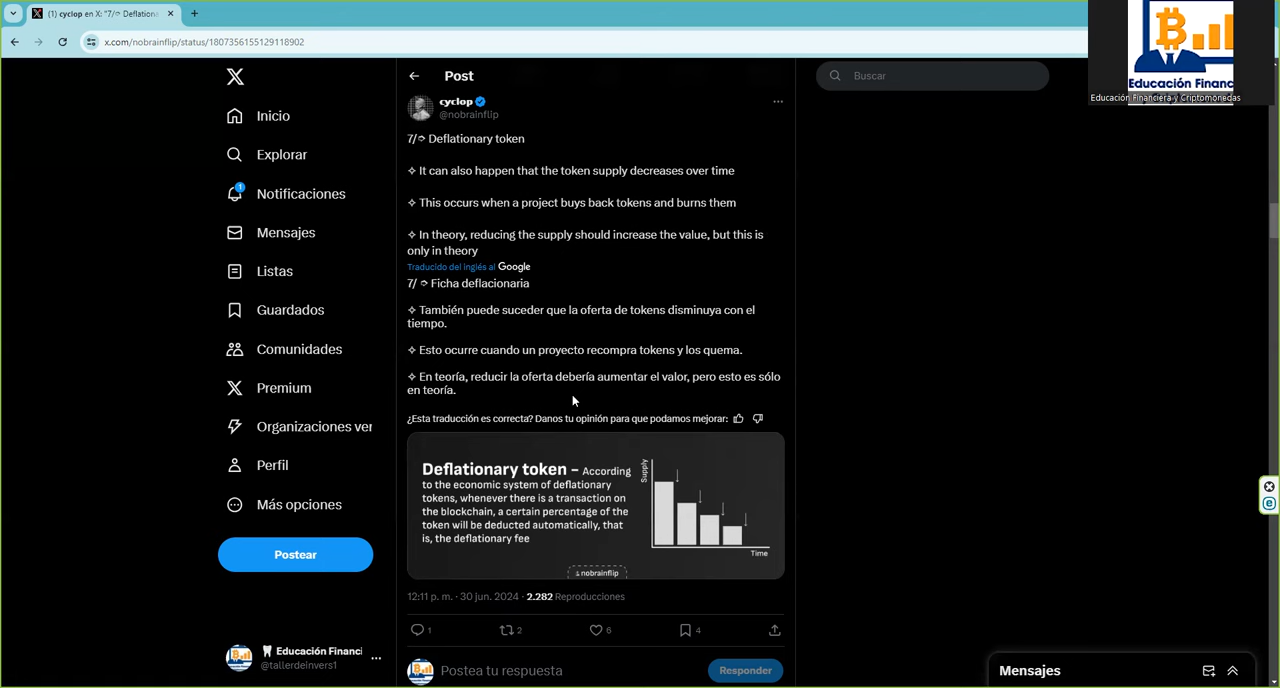 (1) cyclop en X: "7/➮ Deflationa
x.com/nobrainflip/status/1807356155129118902
Educación Financi
Educación Financiera y Criptomonedas
Inicio
Explorar
1
Notificaciones
Mensajes
Listas
Guardados
Comunidades
Premium
Organizaciones ver
Perfil
Más opciones
Postear
Educación Financi
@tallerdeinvers1
Post
Buscar
cyclop
@nobrainflip
7/➮ Deflationary token
✧ It can also happen that the token supply decreases over time
✧ This occurs when a project buys back tokens and burns them
✧ In theory, reducing the supply should increase the value, but this is
only in theory
Traducido del inglés al Google
7/ ➮ Ficha deflacionaria
✧ También puede suceder que la oferta de tokens disminuya con el
tiempo.
✧ Esto ocurre cuando un proyecto recompra tokens y los quema.
✧ En teoría, reducir la oferta debería aumentar el valor, pero esto es sólo
en teoría.
¿Esta traducción es correcta? Danos tu opinión para que podamos mejorar:
Deflationary token – According
to the economic system of deflationary
tokens, whenever there is a transaction on
the blockchain, a certain percentage of the
token will be deducted automatically, that
is, the deflationary fee
Supply
Time
nobrainflip
12:11 p. m. · 30 jun. 2024 · 2.282 Reproducciones
1
2
6
4
Postea tu respuesta
Responder
Mensajes